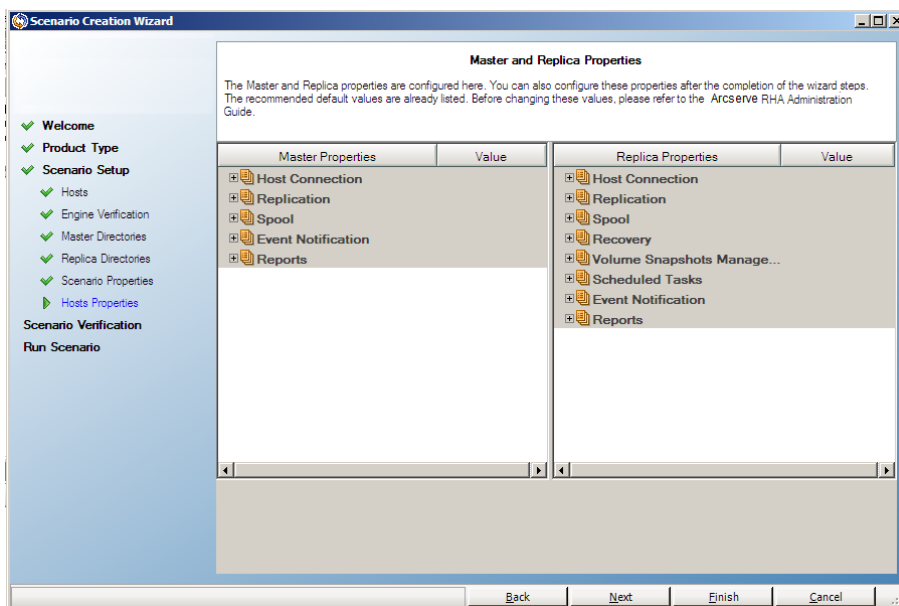 Scenario Creation Wizard
Welcome
Product Type
Scenario Setup
Hosts
Engine Verification
Master Directories
Replica Directories
Scenario Properties
Hosts Properties
Scenario Verification
Run Scenario
Master and Replica Properties
The Master and Replica properties are configured here. You can also configure these properties after the completion of the wizard steps.
The recommended default values are already listed. Before changing these values, please refer to the Arcserve RHA Administration
Guide.
Master Properties Value
Host Connection
Replication
Spool
Event Notification
Reports
Replica Properties Value
Host Connection
Replication
Spool
Recovery
Volume Snapshots Manage...
Scheduled Tasks
Event Notification
Reports
Back Next Finish Cancel